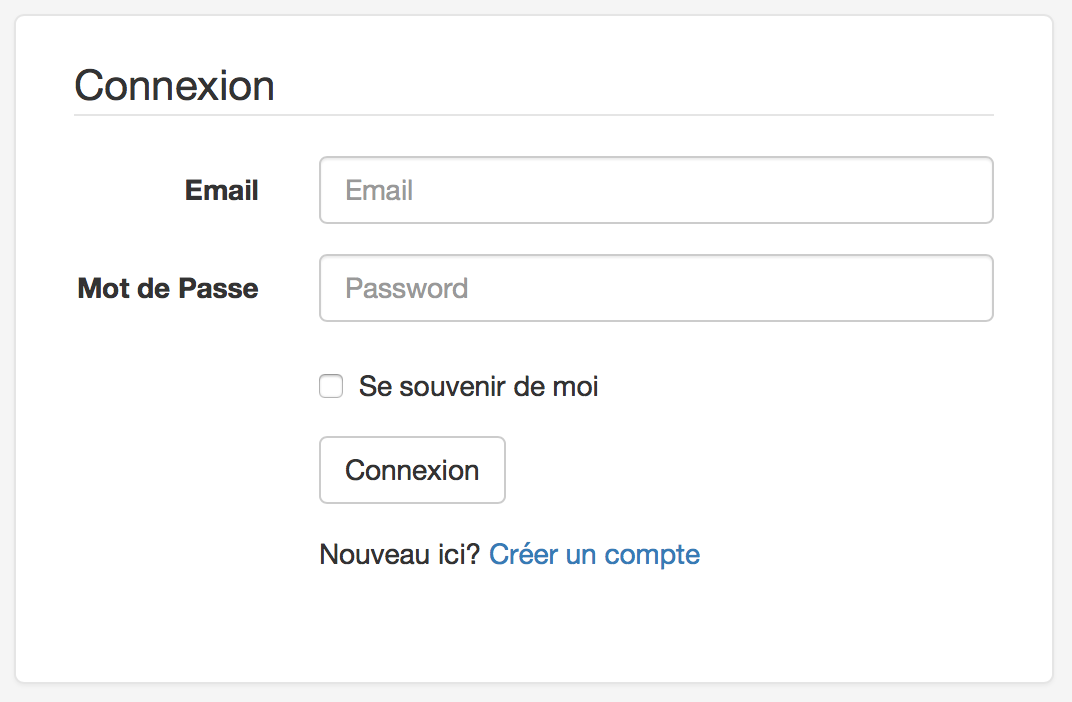 Connexion
Email Email
Mot de Passe Password
Se souvenir de moi
Connexion
Nouveau ici? Créer un compte